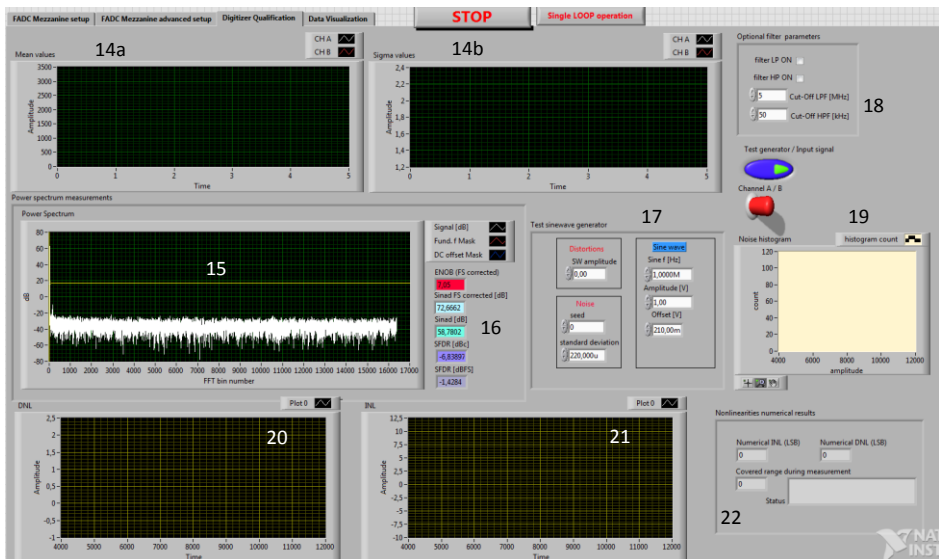 FADC Mezzanine setup FADC Mezzanine advanced setup Digitizer Qualification Data Visualization
STOP
Single LOOP operation
14a
Mean values
CH A
CH B
Amplitude
3500
3000
2500
2000
1500
1000
500
0
0 1 2 3 4 5
Time
14b
Sigma values
CH A
CH B
Amplitude
2,4
2,2
2
1,8
1,6
1,4
1,2
0 1 2 3 4 5
Time
Optional filter parameters
filter LP ON
filter HP ON
5 Cut-Off LPF [MHz]
50 Cut-Off HPF [kHz]
18
Test generator / Input signal
Channel A / B
Power spectrum measurements
Power Spectrum
15
dB
80
60
40
20
0
-20
-40
-60
-80
0 1000 2000 3000 4000 5000 6000 7000 8000 9000 10000 11000 12000 13000 14000 15000 16000 17000
FFT bin number
Signal [dB]
Fund. f Mask
DC offset Mask
ENOB (FS corrected)
Sinad FS corrected [dB]
72,6662
Sinad [dB]
58,7802
16
SFDR [dBc]
-6,8389
SFDR [dBFS]
-1,4284
17
Test sinewave generator
Distortions
SW amplitude
0,00
Noise
seed
0
standard deviation
220,000u
Sine wave
Sine f [Hz]
1,0000M
Amplitude [V]
1,00
Offset [V]
210,00m
19
Noise histogram
histogram count
count
120
100
80
60
40
20
0
4000 6000 8000 10000 12000
amplitude
DNL
Plot 0
20
Amplitude
2,5
2
1,5
1
0,5
0
-0,5
-1
4000 5000 6000 7000 8000 9000 10000 11000 12000
Time
INL
Plot 0
21
Amplitude
12,5
10
7,5
5
2,5
0
-2,5
-5
-7,5
-10
4000 5000 6000 7000 8000 9000 10000 11000 12000
Time
Nonlinearities numerical results
Numerical INL (LSB) Numerical DNL (LSB)
0 0
Covered range during measurement
0
Status
22
NAT
INST